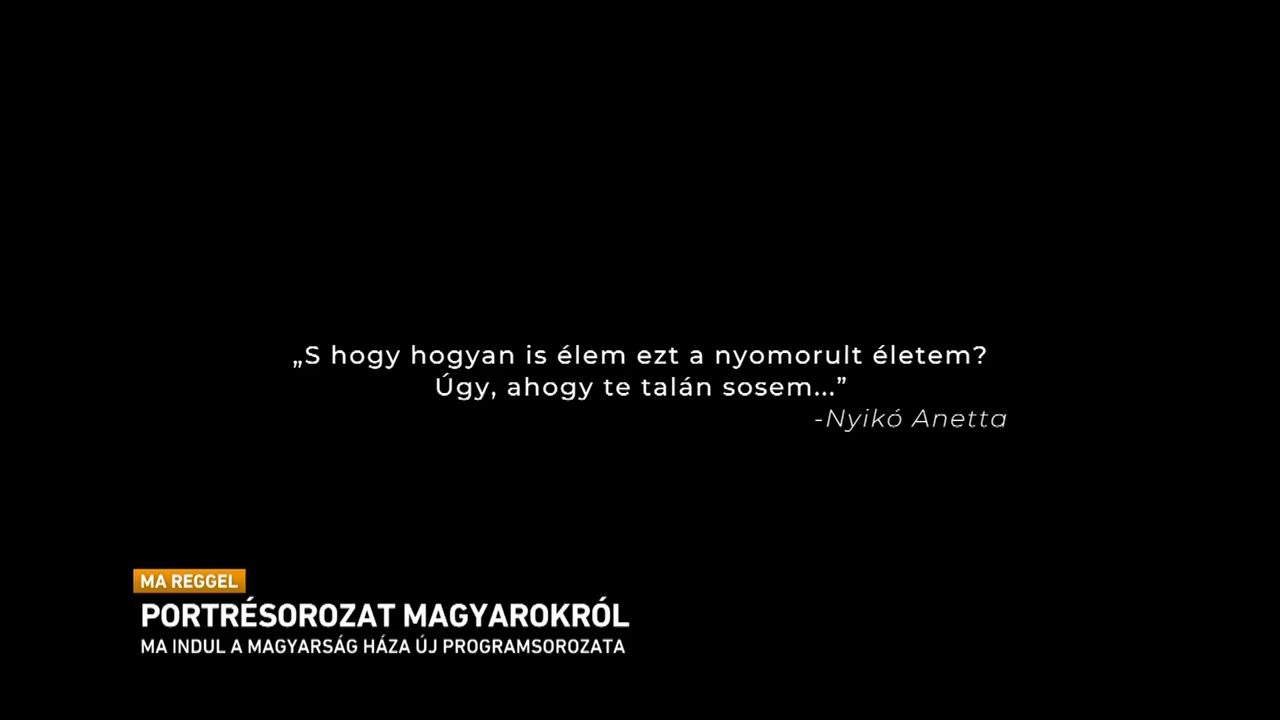 „S hogy hogyan is élem ezt a nyomorult életem?
Úgy, ahogy te talán sosem...”
-Nyikó Anetta
MA REGGEL
PORTRÉSOROZAT MAGYAROKRÓL
MA INDUL A MAGYARSÁG HÁZA ÚJ PROGRAMSOROZATA